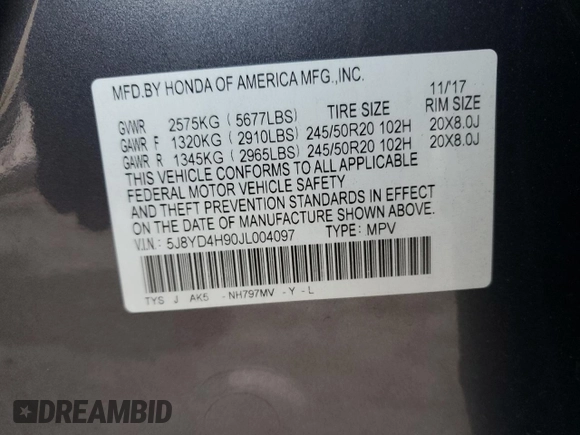 MFD.BY HONDA OF AMERICA MFG.,INC.
11/'17
GVWR 2575KG ( 5677LBS) TIRE SIZE RIM SIZE
GAWR F 1320KG ( 2910LBS) 245/50R20 102H 20X8.0J
GAWR R 1345KG ( 2965LBS) 245/50R20 102H 20X8.0J
THIS VEHICLE CONFORMS TO ALL APPLICABLE
FEDERAL MOTOR VEHICLE SAFETY
AND THEFT PREVENTION STANDARDS IN EFFECT
ON THE DATE OF MANUFACTURE SHOWN ABOVE.
V.I.N.: 5J8YD4H90JL004097 TYPE: MPV
TYS J AK5 -NH797MV -Y -L
DREAMBID